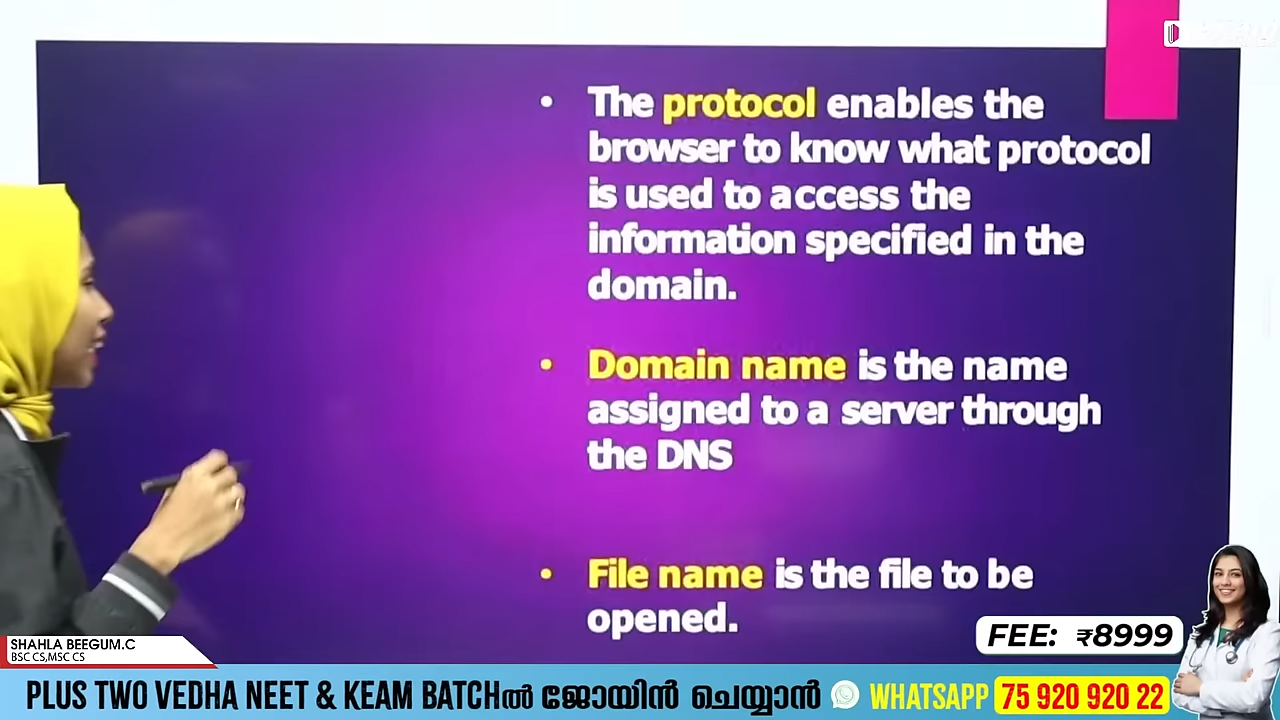 • The protocol enables the
browser to know what protocol
is used to access the
information specified in the
domain.
• Domain name is the name
assigned to a server through
the DNS
• File name is the file to be
opened.
FEE: ₹8999
SHAHLA BEEGUM.C
BSC CS,MSC CS
PLUS TWO VEDHA NEET & KEAM BATCHൽ ജോയിൻ ചെയ്യാൻ WHATSAPP 75 920 920 22